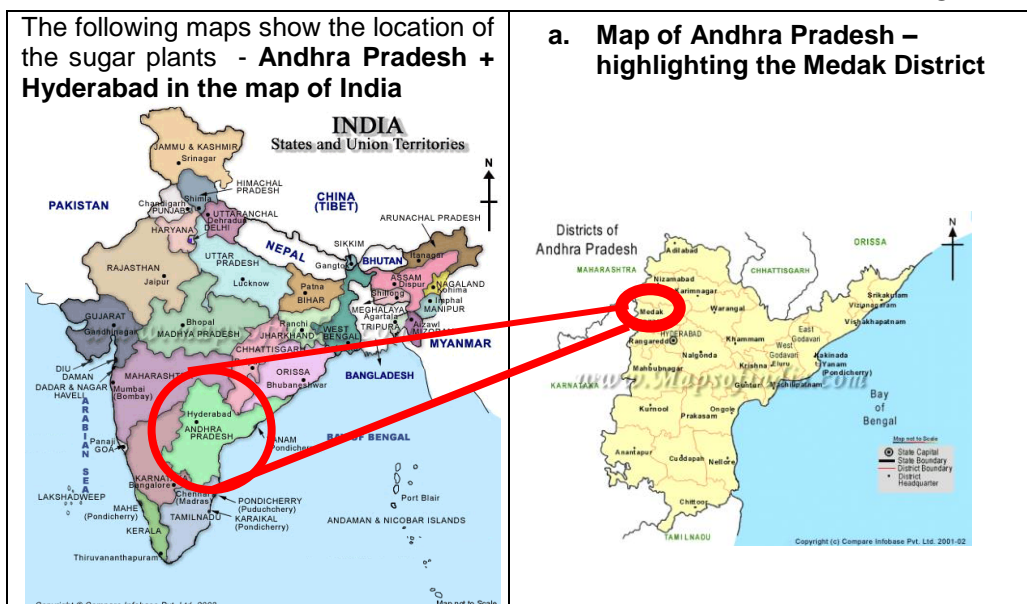 The following maps show the location of
the sugar plants - Andhra Pradesh +
Hyderabad in the map of India
INDIA
States and Union Territories
N
JAMMU & KASHMIR
Srinagar
HIMACHAL
PRADESH
Shimla
PAKISTAN
Chandigarh
PUNJAB
UTTARANCHAL
Dehradun
HARYANA
DELHI
CHINA
(TIBET)
ARUNACHAL PRADESH
Itanagar
NEPAL
SIKKIM
Gangtok
BHUTAN
RAJASTHAN
Jaipur
UTTAR
PRADESH
Lucknow
Patna
BIHAR
ASSAM
Dispur
NAGALAND
Kohima
Shillong
MEGHALAYA
Imphal
MANIPUR
Agartala
TRIPURA
Aizawl
GUJARAT
Gandhinagar
Bhopal
MADHYA PRADESH
Ranchi
JHARKHAND
WEST
BENGAL
MYANMAR
CHHATTISGARH
BANGLADESH
DIU
DAMAN
DADAR & NAGAR
HAVELI
MAHARASHTRA
Mumbai
(Bombay)
ORISSA
Bhubaneshwar
Hyderabad
ANDHRA
PRADESH
ARABIAN SEA
BENGAL
Panaji
GOA
KARNATAKA
Bangalore
Chennai
(Madras)
PONDICHERRY
(Puduchchery)
LAKSHADWEEP
MAHE
(Pondicherry)
TAMILNADU
KARAIKAL
(Pondicherry)
Port Blair
ANDAMAN & NICOBAR ISLANDS
KERALA
Thiruvananthapuram
Map not to Scale
a. Map of Andhra Pradesh –
highlighting the Medak District
N
Districts of
Andhra Pradesh
ORISSA
MAHARASHTRA
CHHATTISGARH
Adilabad
Nizamabad
Karimnagar
Medak
Warangal
Srikakulam
Vizianagaram
Vishakhapatnam
HYDERABAD
Rangareddi
Khammam
East
Godavari
West
Godavari
Nalgonda
Mahbubnagar
Krishna
Eluru
Kakinada
Yanam
(Pondicherry)
KARNATAKA
www.Mapsofindia.com
Guntur
Machilipatnam
Bay
of
Bengal
Kurnool
Prakasam
Ongole
Anantapur
Cuddapah
Nellore
Chittoor
TAMILNADU
Map not to Scale
State Capital
State Boundary
District Boundary
District
Headquarter
Copyright (c) Compare Infobase Pvt. Ltd. 2001-02